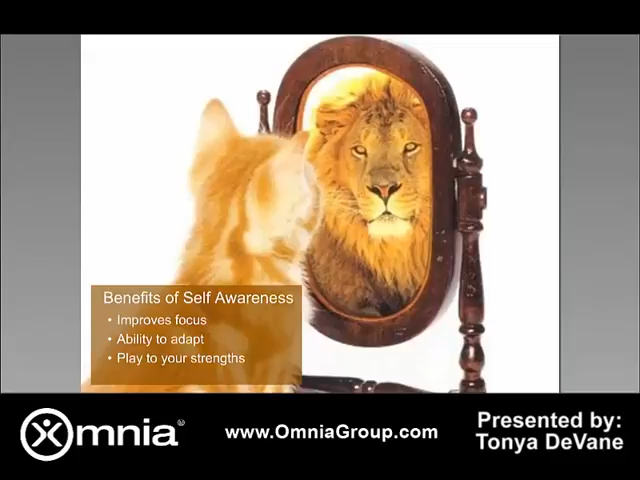 Benefits of Self Awareness
• Improves focus
• Ability to adapt
• Play to your strengths
Omnia®
www.OmniaGroup.com
Presented by:
Tonya DeVane